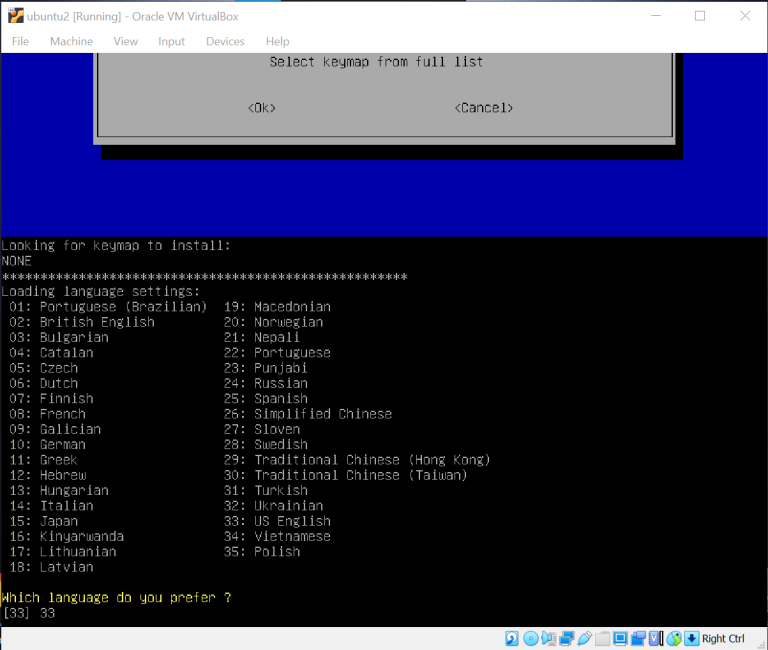 ubuntu2 [Running] - Oracle VM VirtualBox
File Machine View Input Devices Help
Select keymap from full list
<Ok> <Cancel>
Looking for keymap to install:
NONE
*****************************************************
Loading language settings:
01: Portuguese (Brazilian) 19: Macedonian
02: British English 20: Norwegian
03: Bulgarian 21: Nepali
04: Catalan 22: Portuguese
05: Czech 23: Punjabi
06: Dutch 24: Russian
07: Finnish 25: Spanish
08: French 26: Simplified Chinese
09: Galician 27: Sloven
10: German 28: Swedish
11: Greek 29: Traditional Chinese (Hong Kong)
12: Hebrew 30: Traditional Chinese (Taiwan)
13: Hungarian 31: Turkish
14: Italian 32: Ukrainian
15: Japan 33: US English
16: Kinyarwanda 34: Vietnamese
17: Lithuanian 35: Polish
18: Latvian
Which language do you prefer ?
[33] 33
Right Ctrl